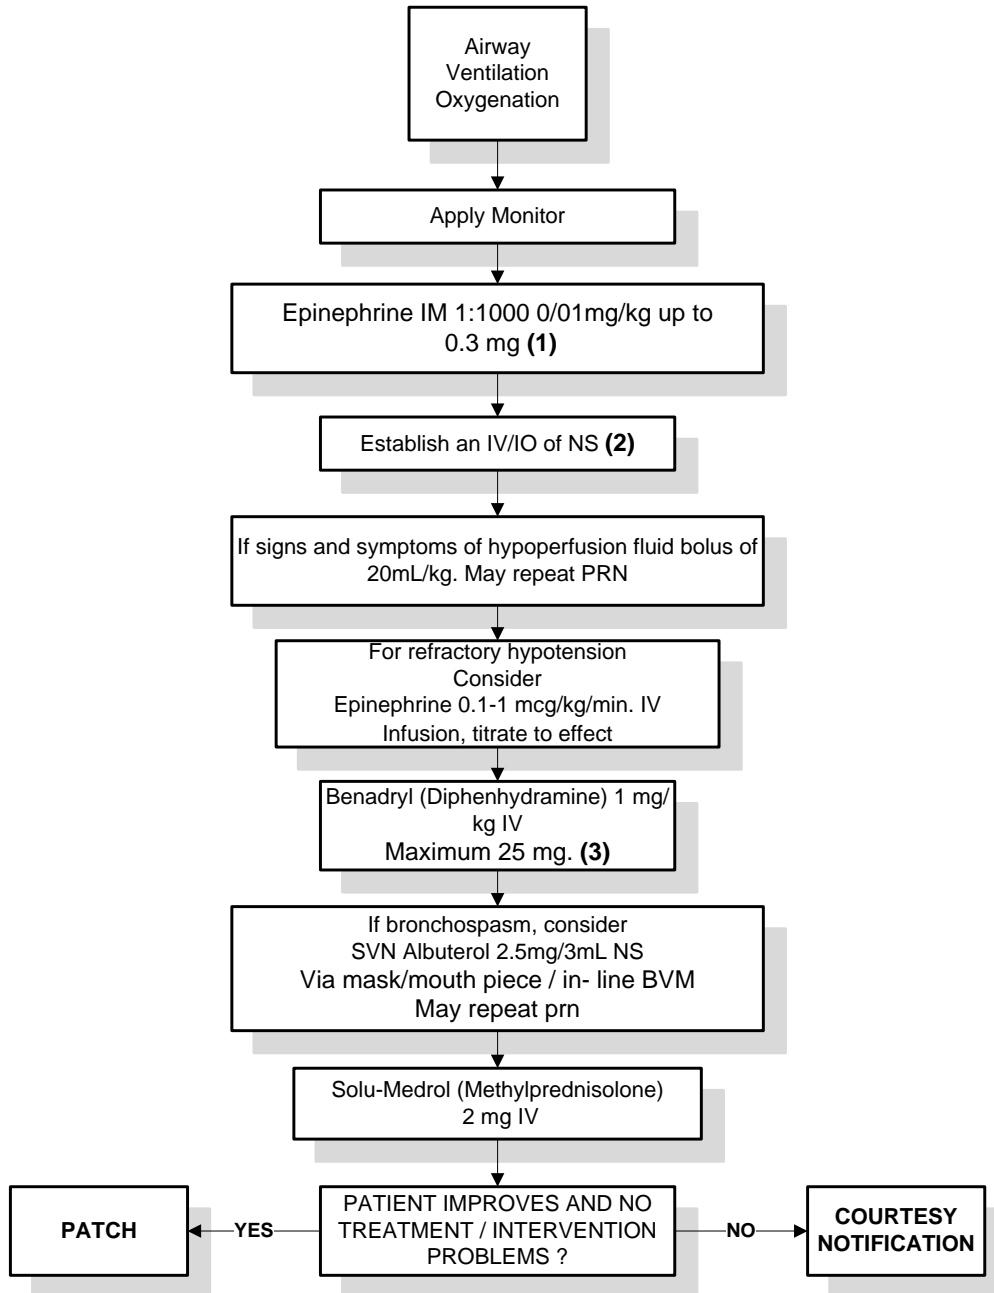 Airway
Ventilation
Oxygenation
Apply Monitor
Epinephrine IM 1:1000 0/01mg/kg up to
0.3 mg (1)
Establish an IV/IO of NS (2)
If signs and symptoms of hypoperfusion fluid bolus of
20mL/kg. May repeat PRN
For refractory hypotension
Consider
Epinephrine 0.1-1 mcg/kg/min. IV
Infusion, titrate to effect
Benadryl (Diphenhydramine) 1 mg/
kg IV
Maximum 25 mg. (3)
If bronchospasm, consider
SVN Albuterol 2.5mg/3mL NS
Via mask/mouth piece / in- line BVM
May repeat prn
Solu-Medrol (Methylprednisolone)
2 mg IV
PATCH
YES
PATIENT IMPROVES AND NO
TREATMENT / INTERVENTION
PROBLEMS ?
NO
COURTESY
NOTIFICATION